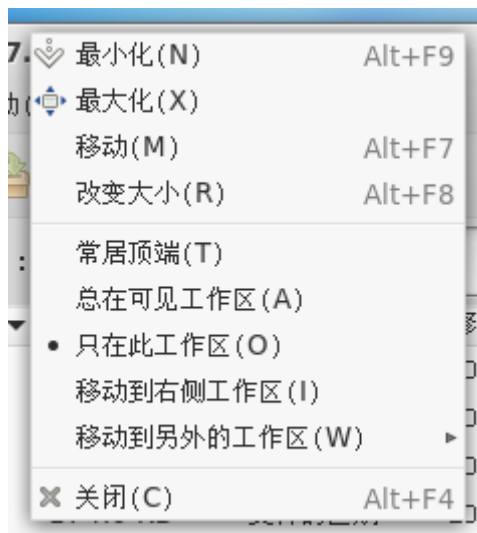 7.
最小化(N) Alt+F9
最大化(X)
移动(M) Alt+F7
改变大小(R) Alt+F8
常居顶端(T)
:
总在可见工作区(A)
只在此工作区(O)
移动到右侧工作区(I)
移动到另外的工作区(W)
关闭(C) Alt+F4